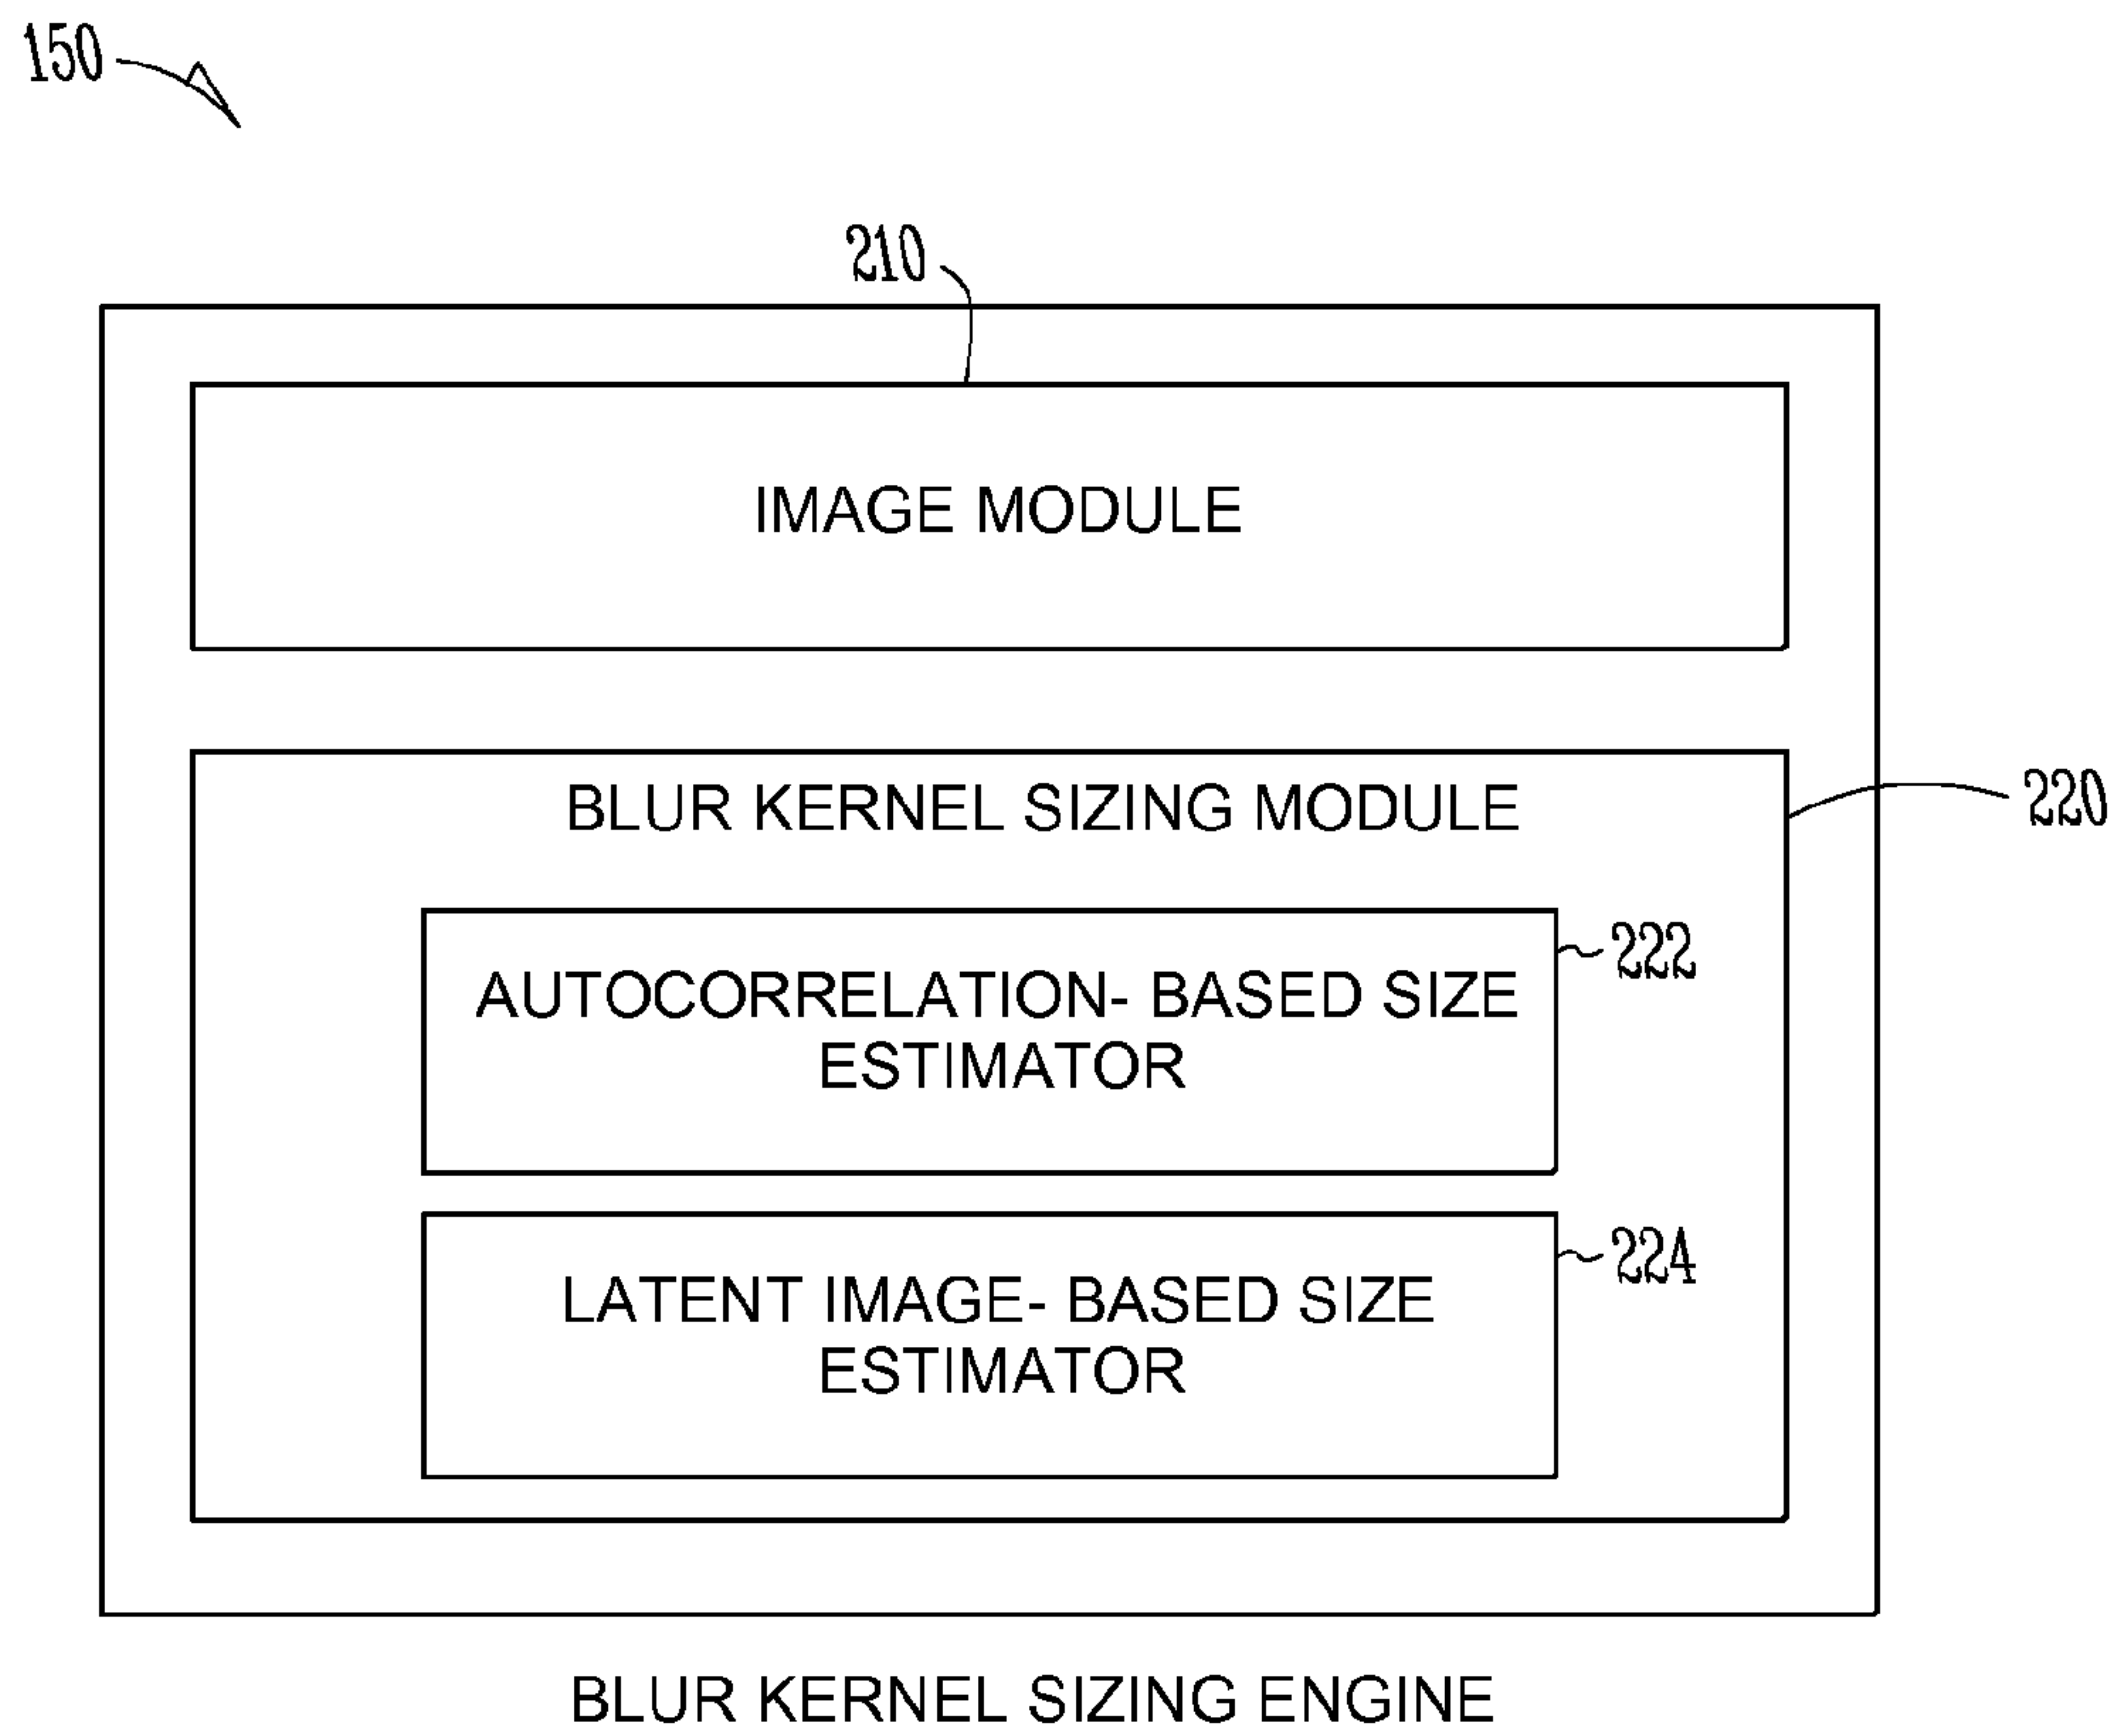 150
210
IMAGE MODULE
BLUR KERNEL SIZING MODULE
220
AUTOCORRELATION- BASED SIZE
ESTIMATOR
222
LATENT IMAGE- BASED SIZE
ESTIMATOR
224
BLUR KERNEL SIZING ENGINE